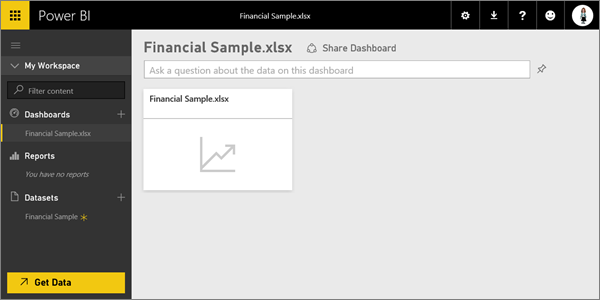 Power BI
Financial Sample.xlsx
?
My Workspace
Filter content
Dashboards +
Financial Sample.xlsx
Reports
You have no reports
Datasets +
Financial Sample
Get Data
Financial Sample.xlsx Share Dashboard
Ask a question about the data on this dashboard
Financial Sample.xlsx